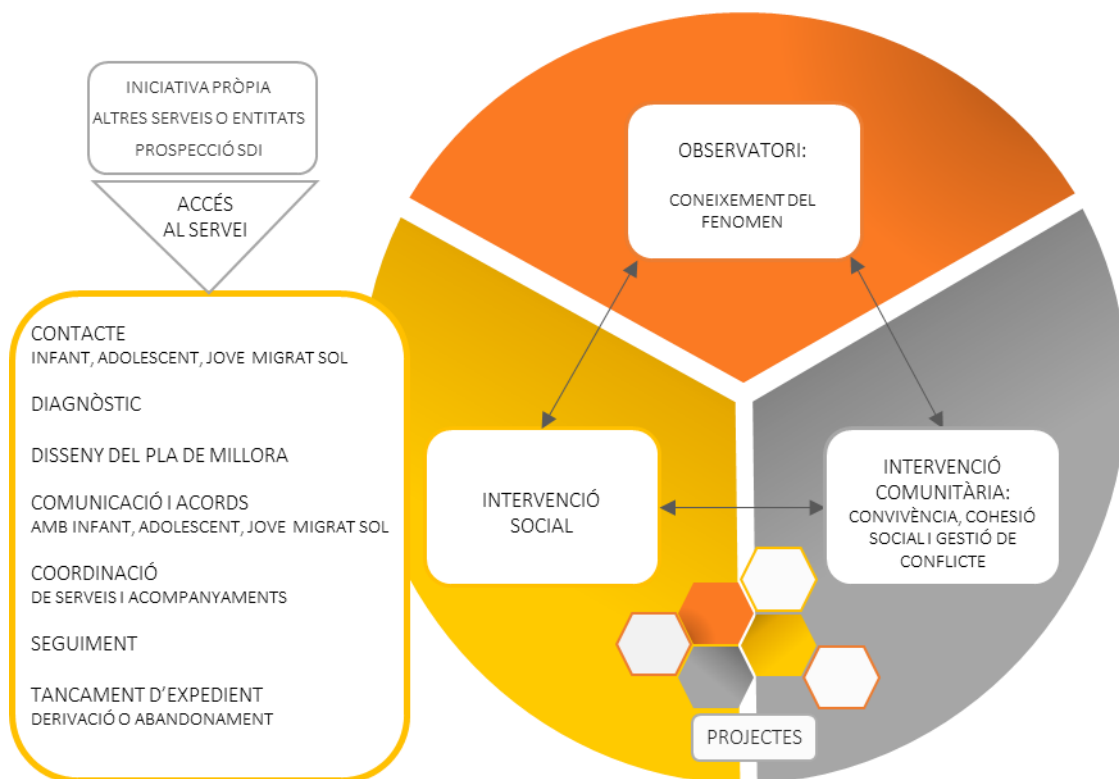 INICIATIVA PRÒPIA
ALTRES SERVEIS O ENTITATS
PROSPECCIÓ SDI
ACCÉS
AL SERVEI
CONTACTE
INFANT, ADOLESCENT, JOVE MIGRAT SOL
DIAGNÒSTIC
DISSENY DEL PLA DE MILLORA
COMUNICACIÓ I ACORDS
AMB INFANT, ADOLESCENT, JOVE MIGRAT SOL
COORDINACIÓ
DE SERVEIS I ACOMPANYAMENTS
SEGUIMENT
TANCAMENT D'EXPEDIENT
DERIVACIÓ O ABANDONAMENT
OBSERVATORI:
CONEIXEMENT DEL
FENOMEN
INTERVENCIÓ
SOCIAL
INTERVENCIÓ
COMUNITÀRIA:
CONVIVÈNCIA, COHESIÓ
SOCIAL I GESTIÓ DE
CONFLICTE
PROJECTES